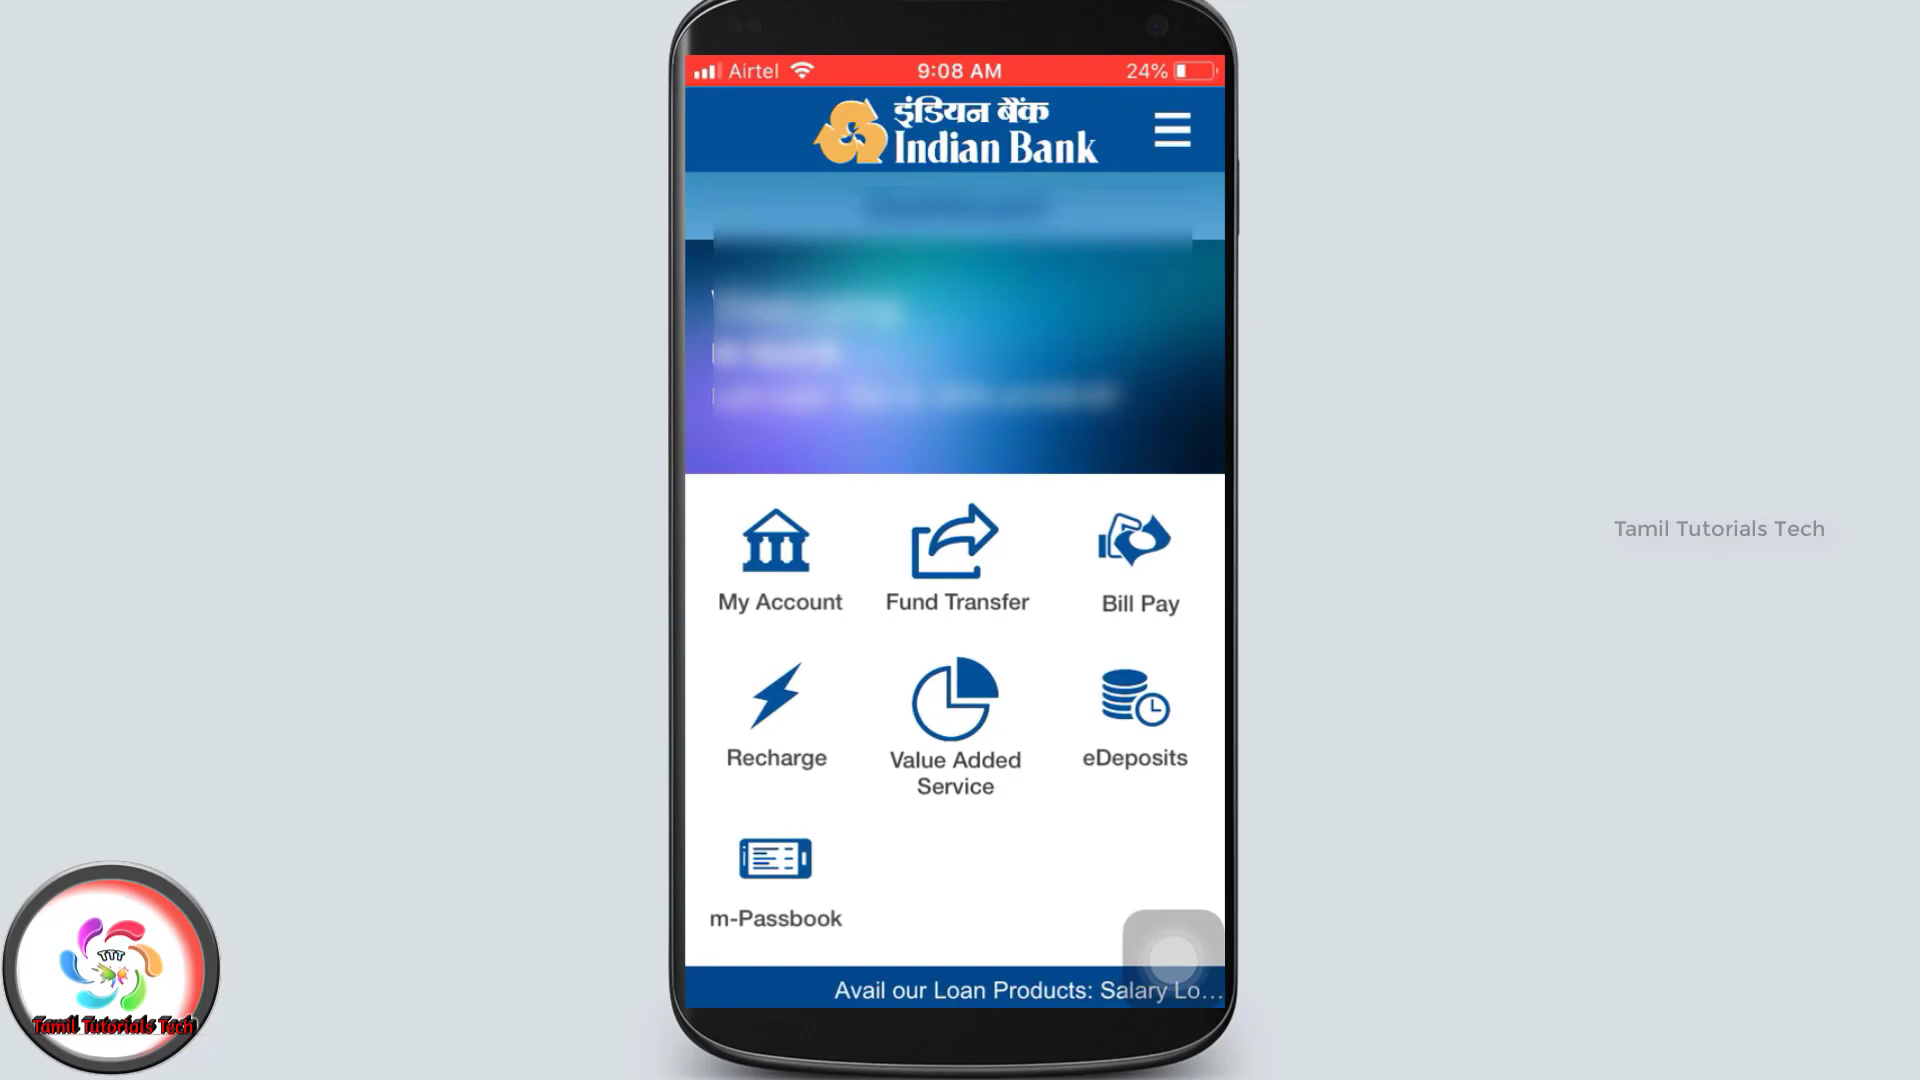 Airtel 9:08 AM 24%
इंडियन बैंक
Indian Bank
My Account Fund Transfer Bill Pay
Recharge Value Added Service eDeposits
m-Passbook
Avail our Loan Products: Salary Lo...
Tamil Tutorials Tech
TTT
Tamil Tutorials Tech